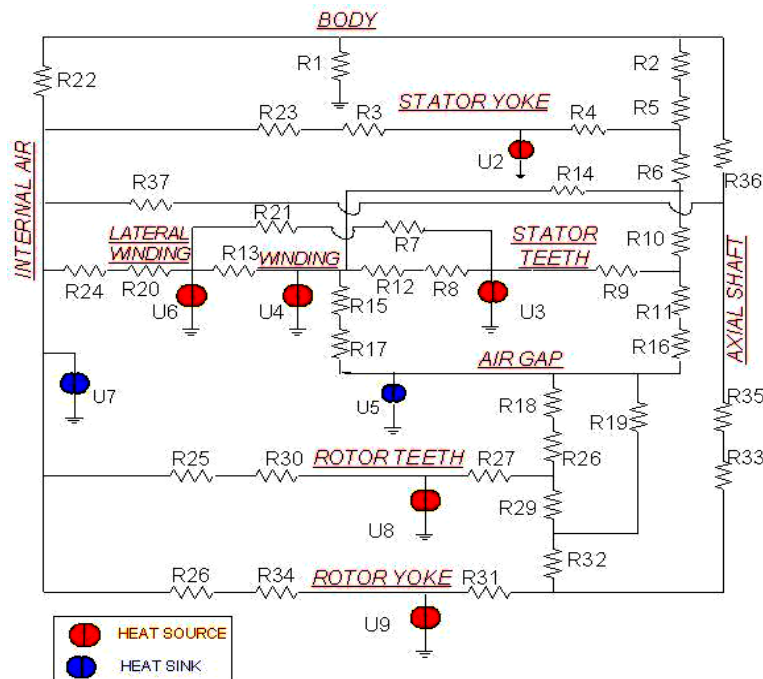 BODY
R22
R1
R2
R23
R3
STATOR YOKE
R4
R5
U2
R6
R14
R36
INTERNAL AIR
R37
R21
R7
R10
LATERAL
WINDING
R13
WINDING
STATOR
TEETH
R24
R20
U6
U4
R12
R8
U3
R9
R15
R11
AXIAL SHAFT
R17
R16
AIR GAP
U7
U5
R18
R19
R35
R25
R30
ROTOR TEETH
R27
R26
R33
U8
R29
R32
R26
R34
ROTOR YOKE
R31
U9
HEAT SOURCE
HEAT SINK